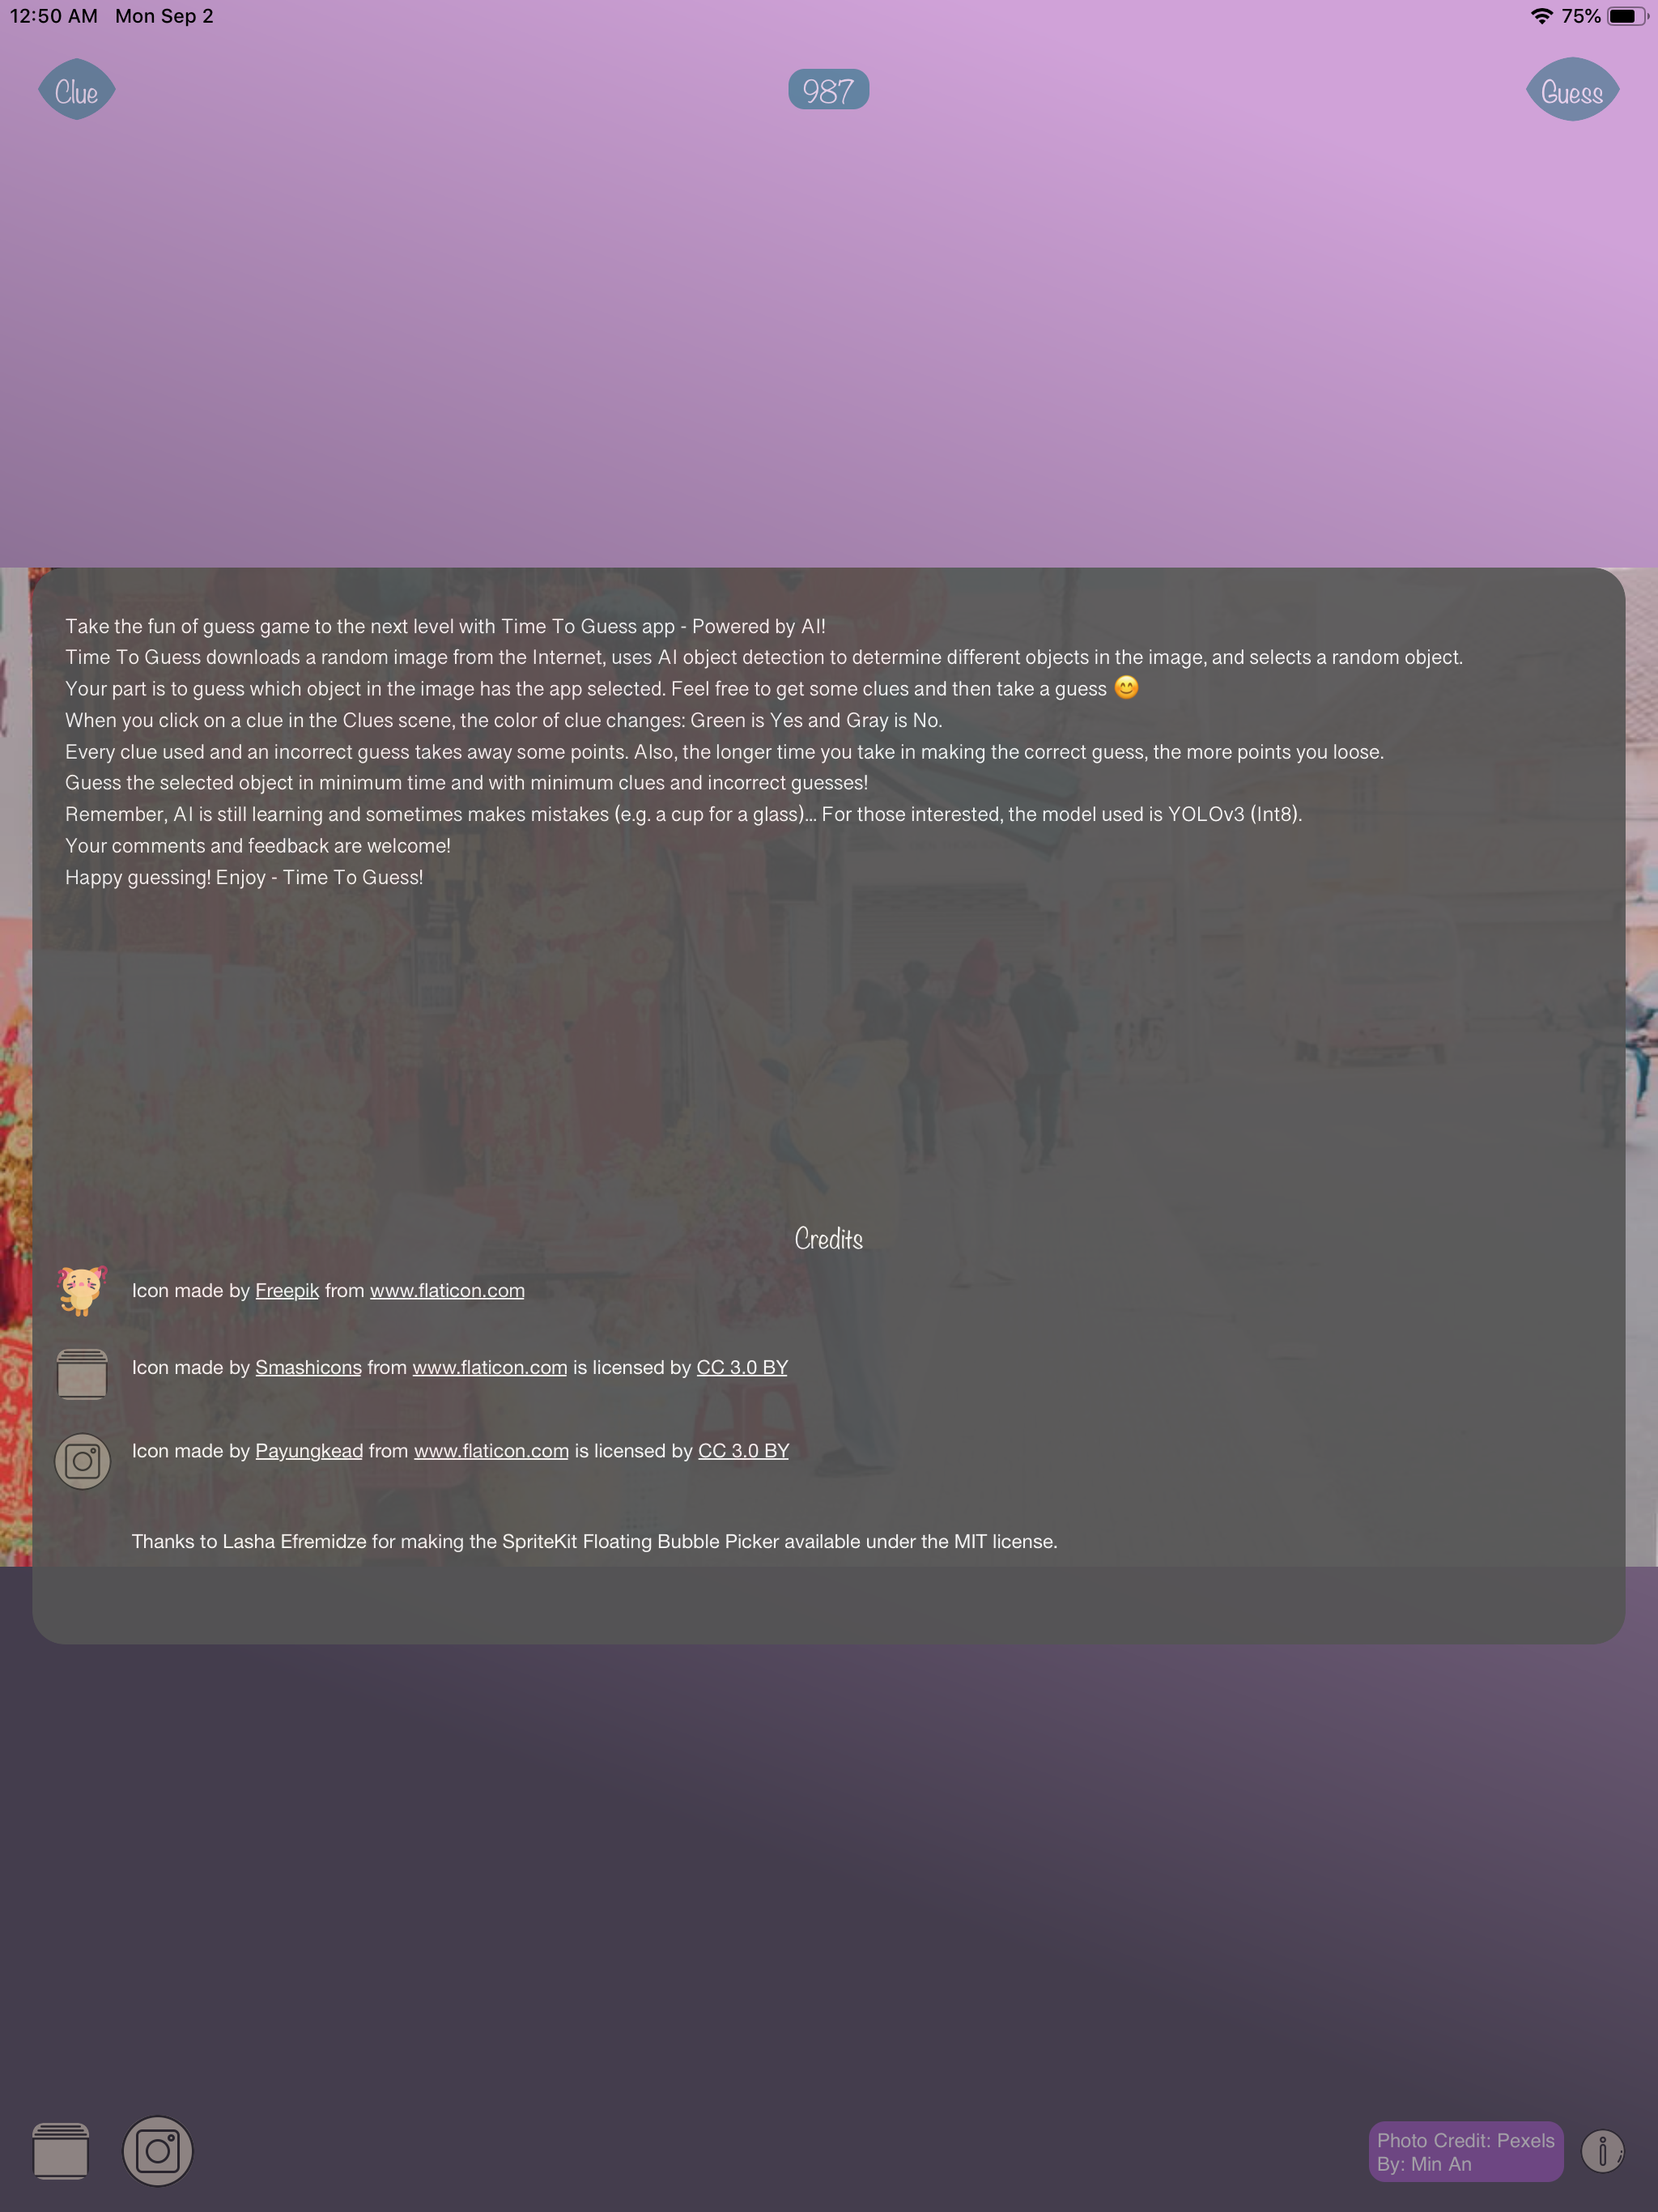 12:50 AM Mon Sep 2
75%
Clue
987
Guess
Take the fun of guess game to the next level with Time To Guess app - Powered by AI!
Time To Guess downloads a random image from the Internet, uses AI object detection to determine different objects in the image, and selects a random object.
Your part is to guess which object in the image has the app selected. Feel free to get some clues and then take a guess 😊
When you click on a clue in the Clues scene, the color of clue changes: Green is Yes and Gray is No.
Every clue used and an incorrect guess takes away some points. Also, the longer time you take in making the correct guess, the more points you loose.
Guess the selected object in minimum time and with minimum clues and incorrect guesses!
Remember, AI is still learning and sometimes makes mistakes (e.g. a cup for a glass)... For those interested, the model used is YOLOv3 (Int8).
Your comments and feedback are welcome!
Happy guessing! Enjoy - Time To Guess!
Credits
Icon made by Freepik from www.flaticon.com
Icon made by Smashicons from www.flaticon.com is licensed by CC 3.0 BY
Icon made by Payungkead from www.flaticon.com is licensed by CC 3.0 BY
Thanks to Lasha Efremidze for making the SpriteKit Floating Bubble Picker available under the MIT license.
Photo Credit: Pexels
By: Min An